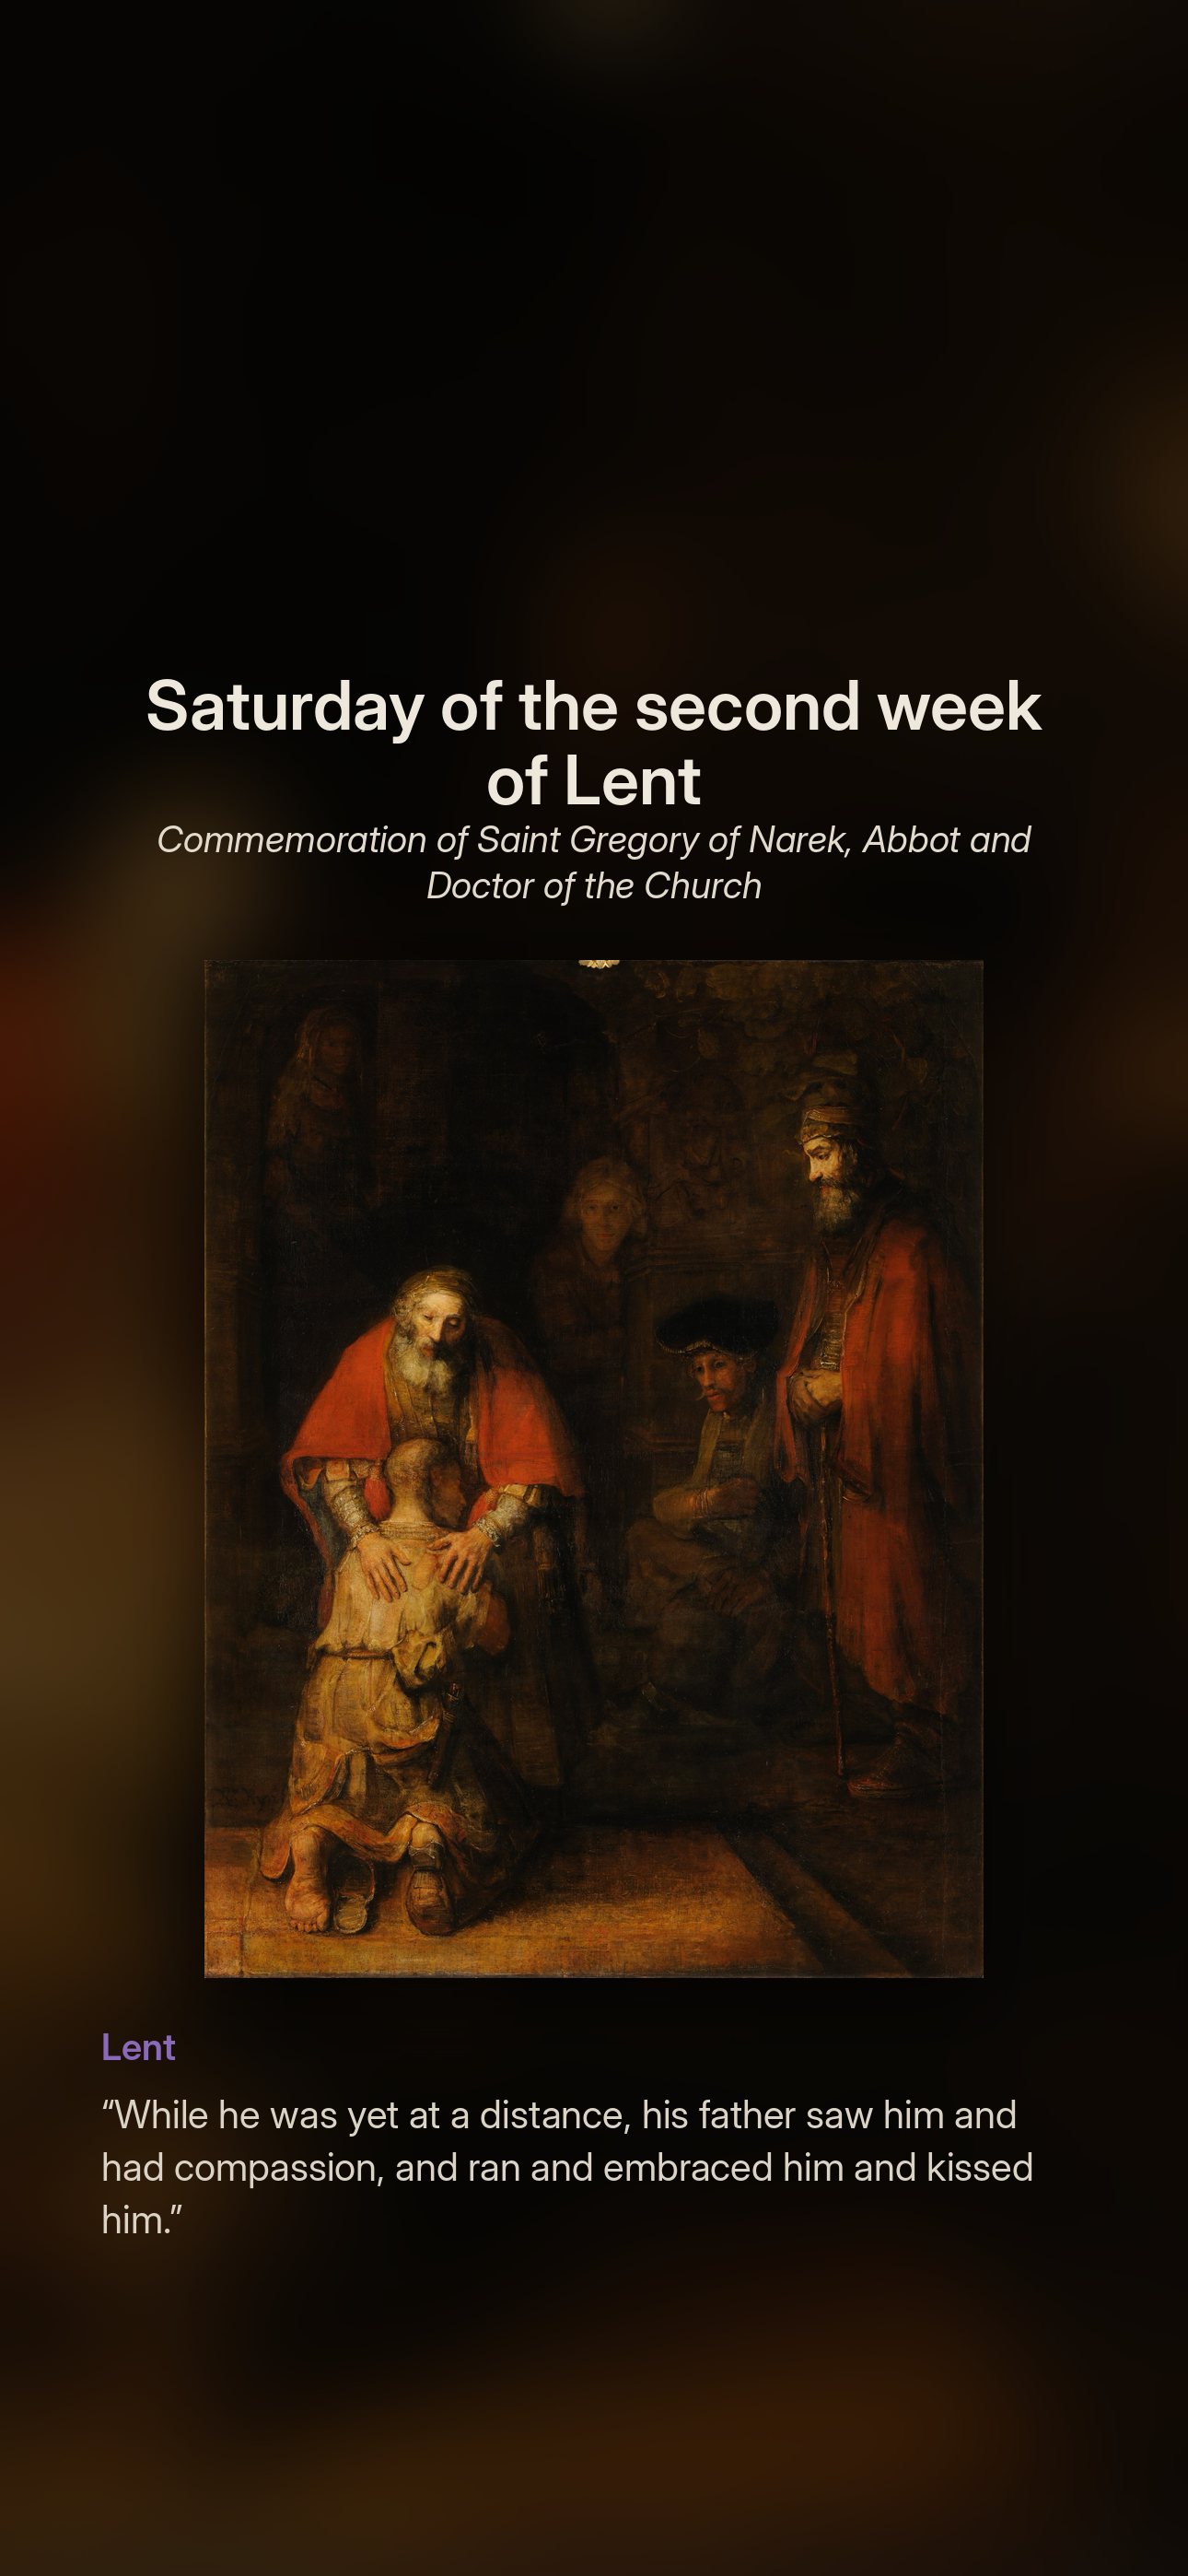 Saturday of the second week
of Lent
Commemoration of Saint Gregory of Narek, Abbot and
Doctor of the Church
Lent
“While he was yet at a distance, his father saw him and
had compassion, and ran and embraced him and kissed
him.”